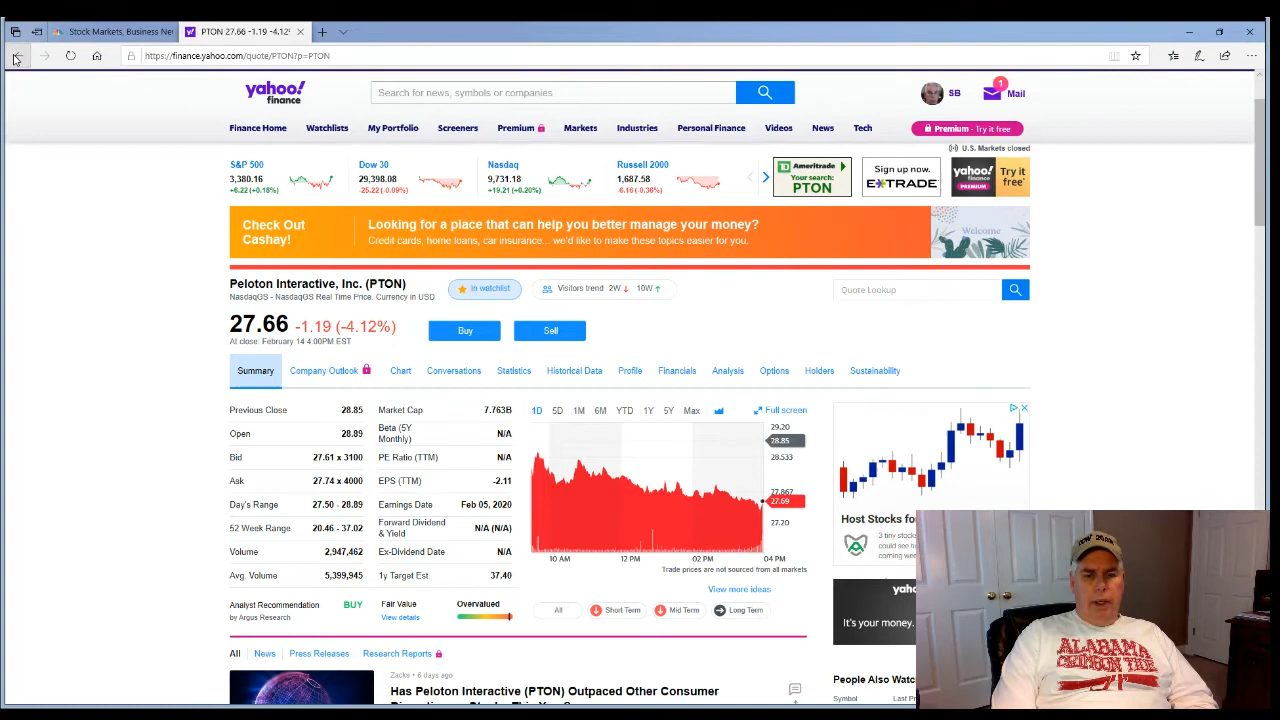 Stock Markets, Business Ne
PTON 27.66 -1.19 -4.12%
https://finance.yahoo.com/quote/PTON?p=PTON
yahoo!
finance
Search for news, symbols or companies
SB
1
Mail
Finance Home
Watchlists
My Portfolio
Screeners
Premium
Markets
Industries
Personal Finance
Videos
News
Tech
Premium - Try it free
U.S. Markets closed
S&P 500
3,380.16
+6.22 (+0.18%)
Dow 30
29,398.08
-25.22 (-0.09%)
Nasdaq
9,731.18
+19.21 (+0.20%)
Russell 2000
1,687.58
-6.16 (-0.36%)
Ameritrade
Your search:
PTON
Sign up now.
E*TRADE
yahoo!
finance
PREMIUM
Try it
free*
Check Out
Cashay!
Looking for a place that can help you better manage your money?
Credit cards, home loans, car insurance... we'd like to make these topics easier for you.
Welcome
Peloton Interactive, Inc. (PTON)
NasdaqGS - NasdaqGS Real Time Price. Currency in USD
In watchlist
Visitors trend 2W ↓ 10W ↑
Quote Lookup
27.66 -1.19 (-4.12%)
At close: February 14 4:00PM EST
Buy
Sell
Summary
Company Outlook
Chart
Conversations
Statistics
Historical Data
Profile
Financials
Analysis
Options
Holders
Sustainability
Previous Close 28.85
Open 28.89
Bid 27.61 x 3100
Ask 27.74 x 4000
Day's Range 27.50 - 28.89
52 Week Range 20.46 - 37.02
Volume 2,947,462
Avg. Volume 5,399,945
Market Cap 7.763B
Beta (5Y
Monthly) N/A
PE Ratio (TTM) N/A
EPS (TTM) -2.11
Earnings Date Feb 05, 2020
Forward Dividend
& Yield N/A (N/A)
Ex-Dividend Date N/A
1y Target Est 37.40
Analyst Recommendation
by Argus Research
BUY
Fair Value
View details
Overvalued
1D 5D 1M 6M YTD 1Y 5Y Max
Full screen
29.20
28.85
28.533
27.867
27.69
27.20
10 AM 12 PM 02 PM 04 PM
Trade prices are not sourced from all markets
View more ideas
All
Short Term
Mid Term
Long Term
Host Stocks fo
3 tiny stocks
could see h
coming wee
yaho
It's your money.
People Also Watc
Symbol
Last Pr
All
News
Press Releases
Research Reports
Zacks • 6 days ago
Has Peloton Interactive (PTON) Outpaced Other Consumer
ALABAMA
CRIMSON TIDE